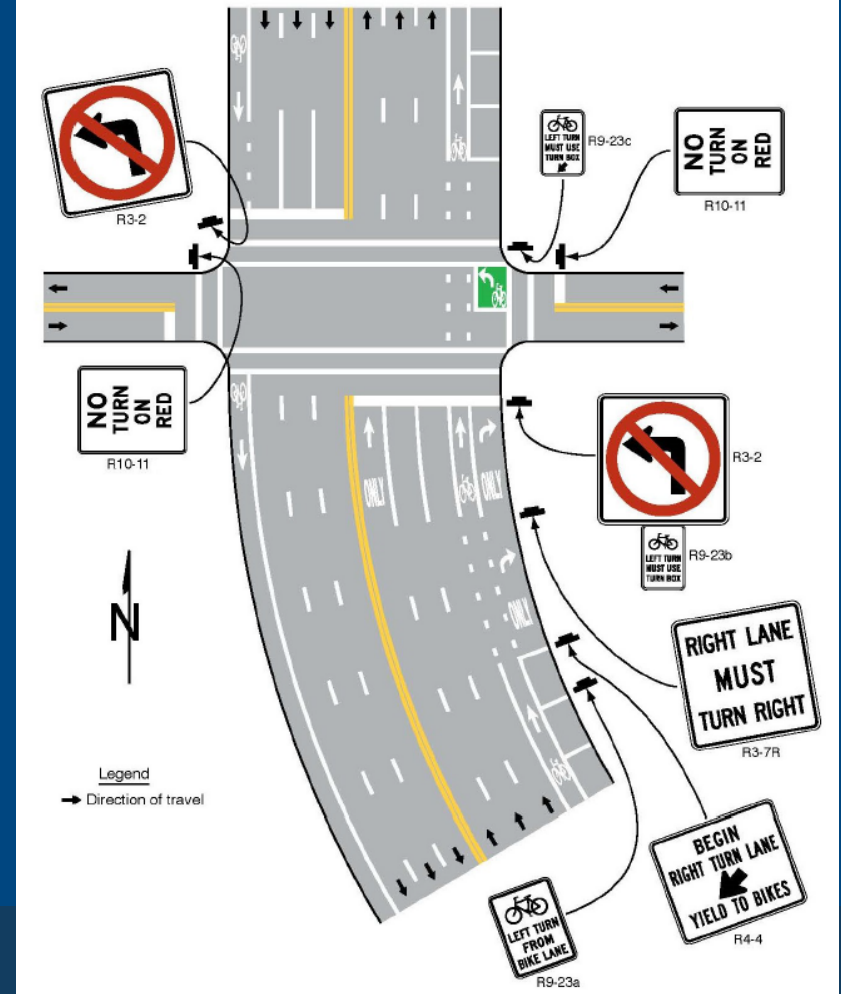 R3-2
LEFT TURN
MUST USE
TURN BOX
R9-23c
NO
TURN
ON
RED
R10-11
NO
TURN
ON
RED
R10-11
ONLY
ONLY
R3-2
LEFT TURN
MUST USE
TURN BOX
R9-23b
ONLY
N
RIGHT LANE
MUST
TURN RIGHT
R3-7R
Legend
Direction of travel
BEGIN
RIGHT TURN LANE
YIELD TO BIKES
R4-4
LEFT TURN
FROM
BIKE LANE
R9-23a